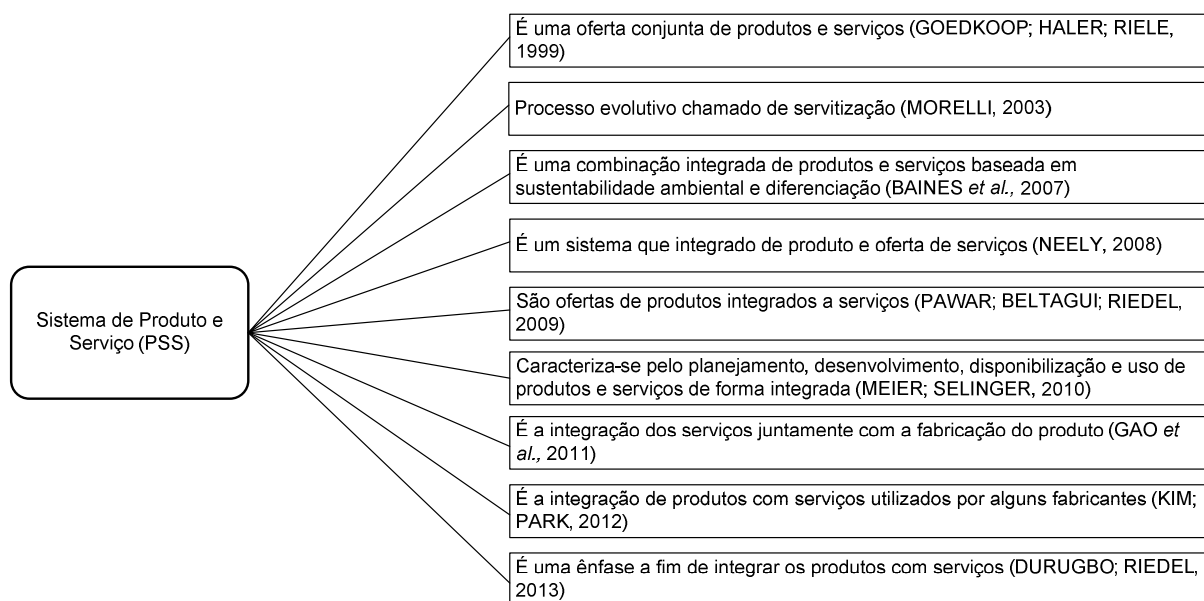 É uma oferta conjunta de produtos e serviços (GOEDKOOP; HALER; RIELE,
1999)
Processo evolutivo chamado de servitização (MORELLI, 2003)
É uma combinação integrada de produtos e serviços baseada em
sustentabilidade ambiental e diferenciação (BAINES et al., 2007)
É um sistema que integrado de produto e oferta de serviços (NEELY, 2008)
São ofertas de produtos integrados a serviços (PAWAR; BELTAGUI; RIEDEL,
2009)
Sistema de Produto e
Serviço (PSS)
Caracteriza-se pelo planejamento, desenvolvimento, disponibilização e uso de
produtos e serviços de forma integrada (MEIER; SELINGER, 2010)
É a integração dos serviços juntamente com a fabricação do produto (GAO et
al., 2011)
É a integração de produtos com serviços utilizados por alguns fabricantes (KIM;
PARK, 2012)
É uma ênfase a fim de integrar os produtos com serviços (DURUGBO; RIEDEL,
2013)